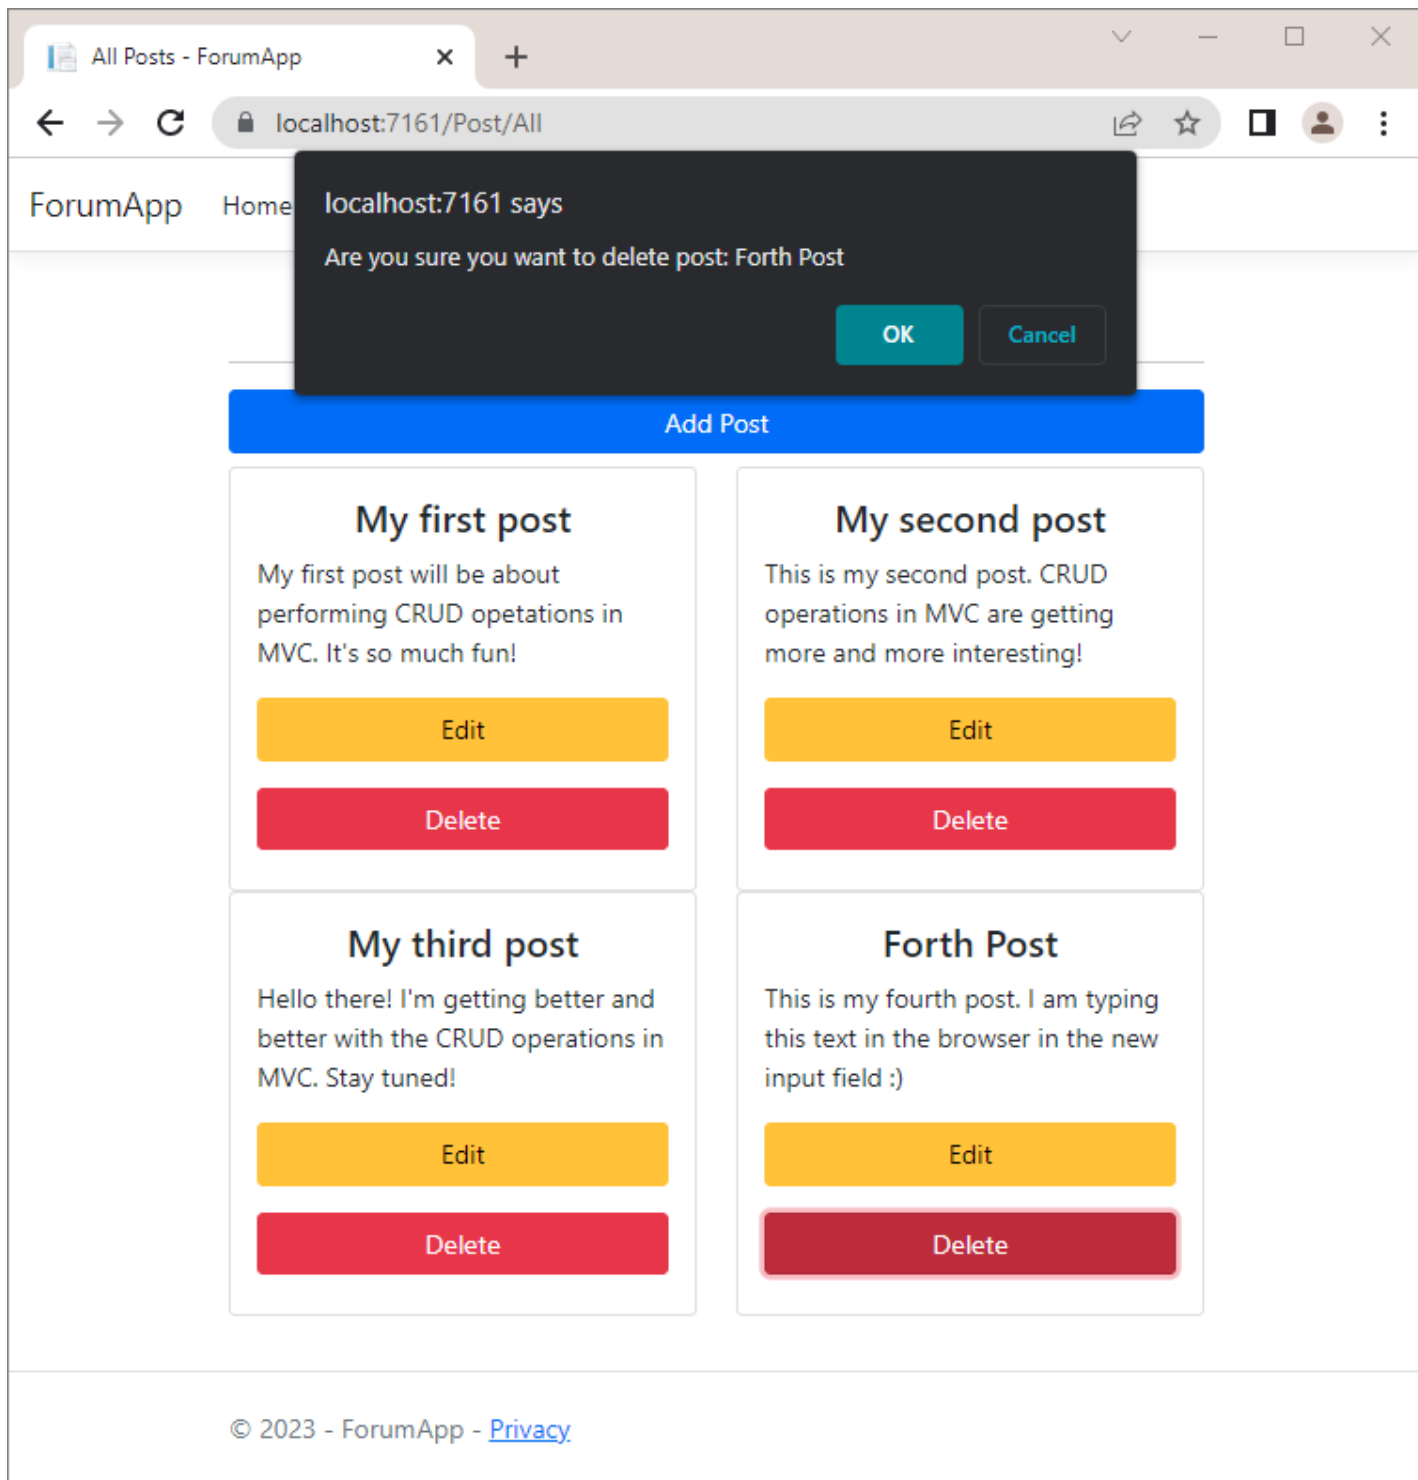 All Posts - ForumApp
localhost:7161/Post/All
ForumApp Home
localhost:7161 says
Are you sure you want to delete post: Forth Post
OK Cancel
Add Post
My first post
My first post will be about
performing CRUD opetations in
MVC. It's so much fun!
Edit
Delete
My second post
This is my second post. CRUD
operations in MVC are getting
more and more interesting!
Edit
Delete
My third post
Hello there! I'm getting better and
better with the CRUD operations in
MVC. Stay tuned!
Edit
Delete
Forth Post
This is my fourth post. I am typing
this text in the browser in the new
input field :)
Edit
Delete
© 2023 - ForumApp - Privacy